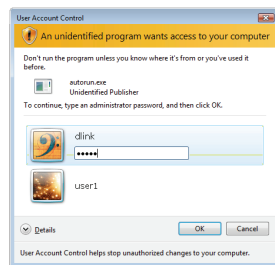 User Account Control
An unidentified program wants access to your computer
Don't run the program unless you know where it's from or you've used it
before.
autorun.exe
Unidentified Publisher
To continue, type an administrator password, and then click OK.
dlink
•••••
user1
Details
OK
Cancel
User Account Control helps stop unauthorized changes to your computer.